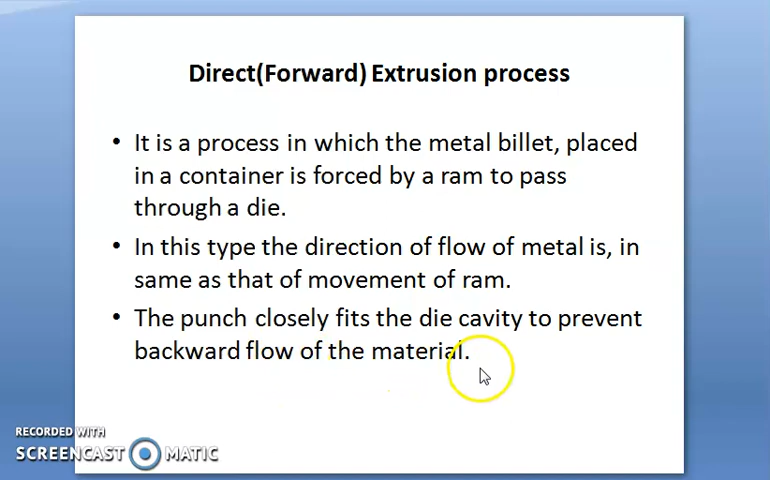 Direct(Forward) Extrusion process
• It is a process in which the metal billet, placed
in a container is forced by a ram to pass
through a die.
• In this type the direction of flow of metal is, in
same as that of movement of ram.
• The punch closely fits the die cavity to prevent
backward flow of the material.
RECORDED WITH
SCREENCAST MATIC